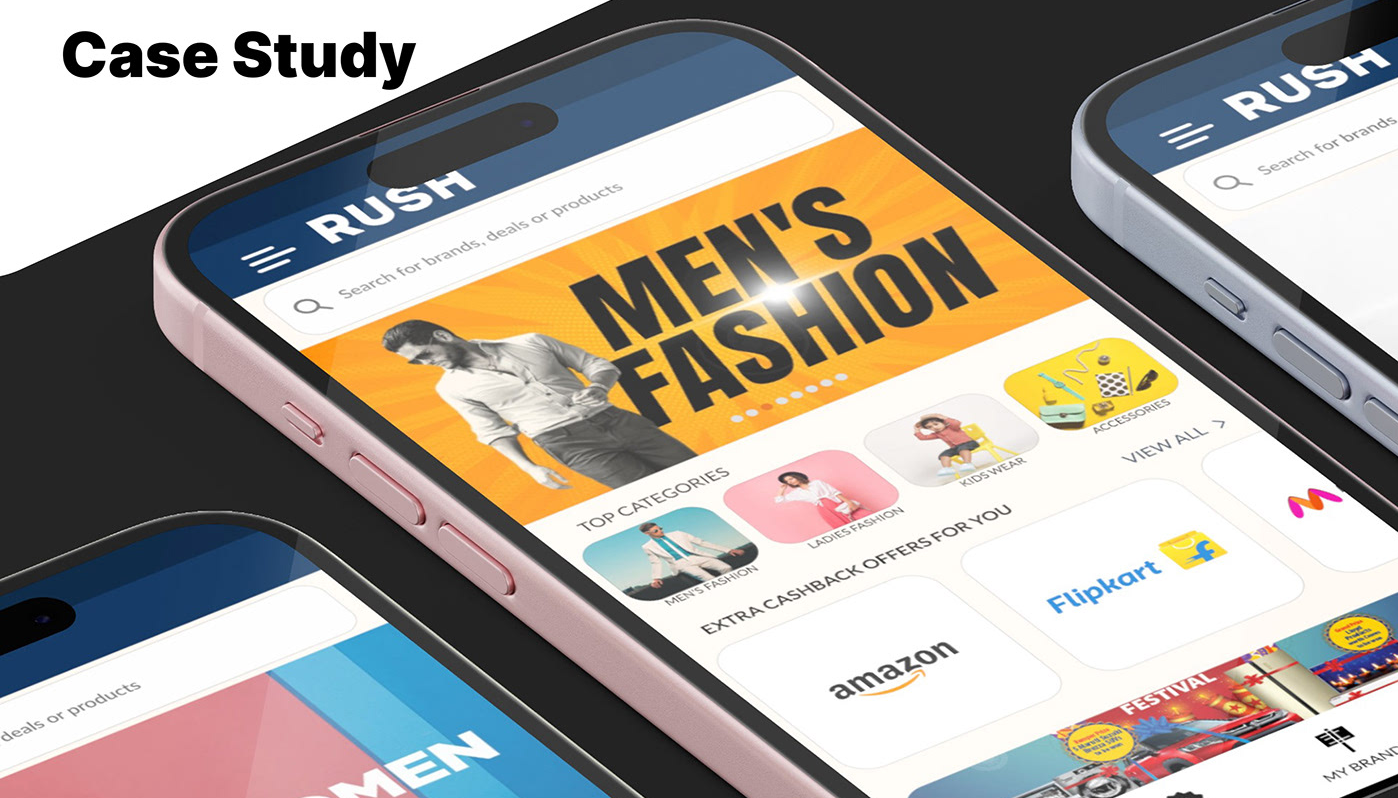 Case Study
RUSH
Search for brands, deals or products
MEN'S
FASHION
TOP CATEGORIES
MEN'S FASHION
LADIES FASHION
KIDS WEAR
ACCESSORIES
VIEW ALL >
EXTRA CASHBACK OFFERS FOR YOU
amazon
Flipkart
FESTIVAL
MY BRAND
RUSH
Search for brands
deals or products
OMEN